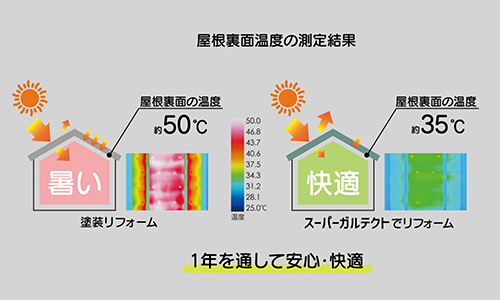 屋根裏面温度の測定結果
屋根裏面の温度
約50℃
暑い
塗装リフォーム
50.0
46.8
43.7
40.6
37.5
34.3
31.2
28.1
25.0℃
温度
屋根裏面の温度
約35℃
快適
スーパーガルテクトでリフォーム
1年を通して安心・快適